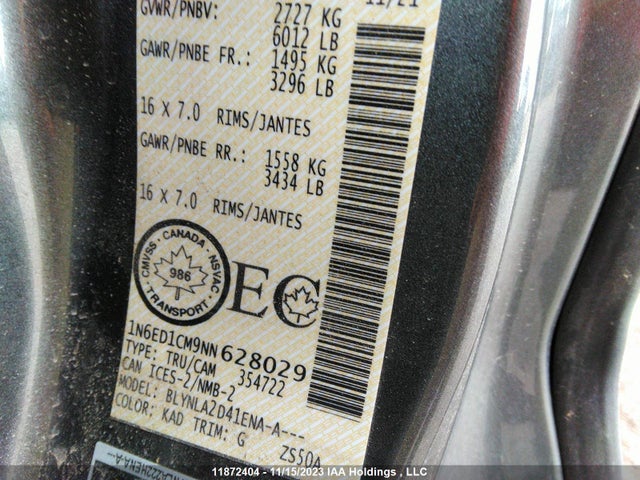 11/21
GVWR/PNBV: 2727 KG
6012 LB
GAWR/PNBE FR.: 1495 KG
3296 LB
16 X 7.0 RIMS/JANTES
GAWR/PNBE RR.: 1558 KG
3434 LB
16 X 7.0 RIMS/JANTES
CMVSS · CANADA · NSVAC
986
TRANSPORT
EC
1N6ED1CM9NN628029
TYPE: TRU/CAM 354722
CAN ICES-2/NMB-2
MODEL: BLYNLA2D41ENA-A---
COLOR: KAD TRIM: G ZS50A
11872404 - 11/15/2023 IAA Holdings , LLC